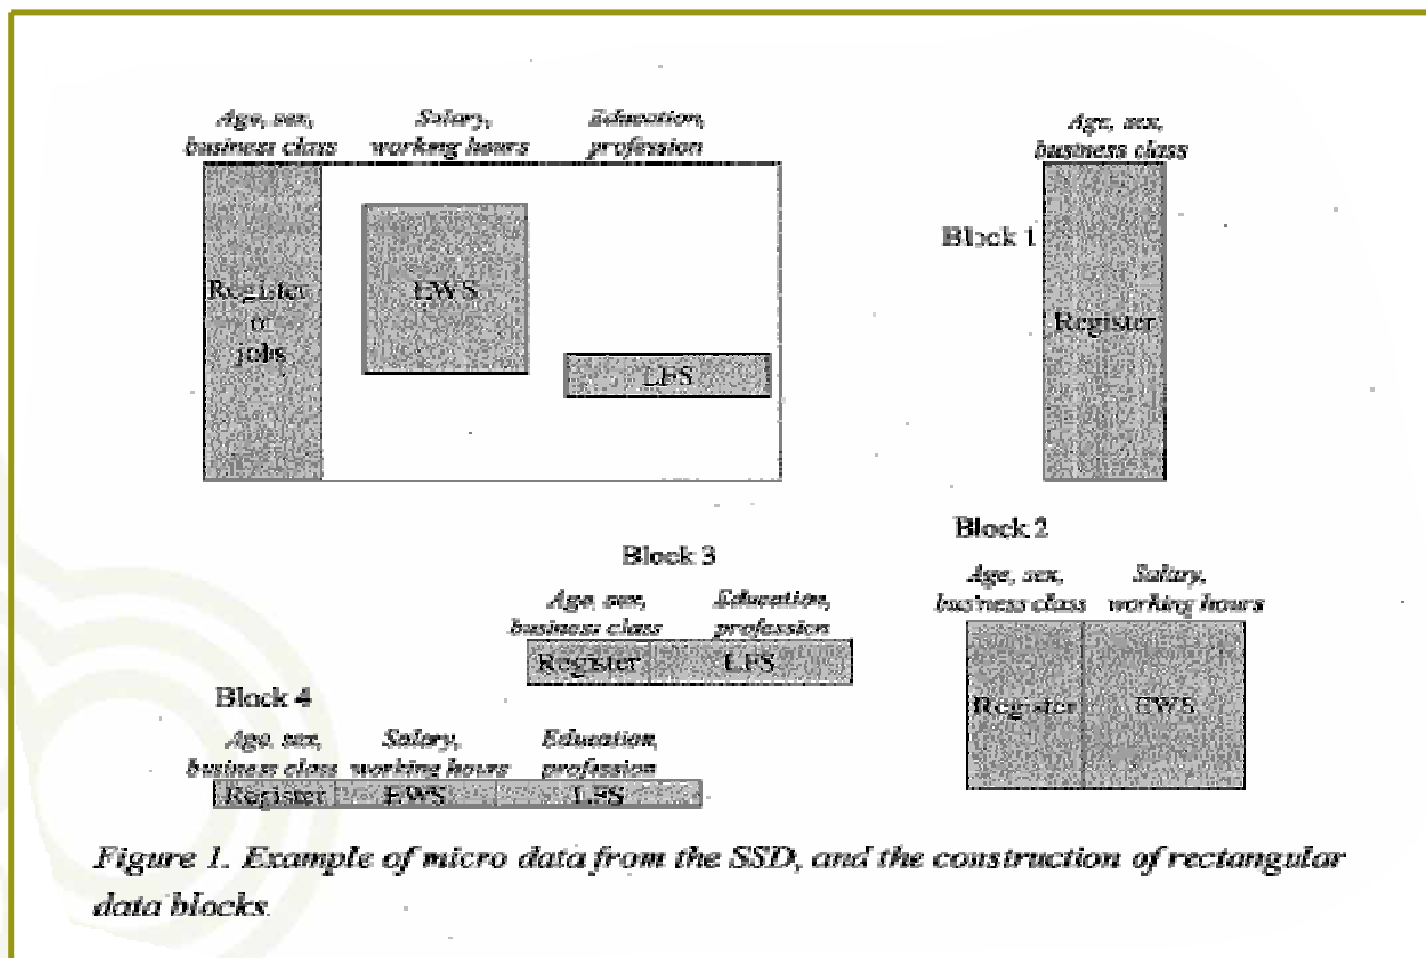 Age, sex, business class
Salary, working hours
Education, profession
Register
or
jobs
EWS
LFS
Age, sex,
business class
Block 1
Register
Block 2
Age, sex, business class
Salary, working hours
Register EWS
Block 3
Age, sex, business class
Education, profession
Register LFS
Block 4
Age, sex, business class
Salary, working hours
Education, profession
Register EWS LFS
Figure 1. Example of micro data from the SSD, and the construction of rectangular
data blocks.